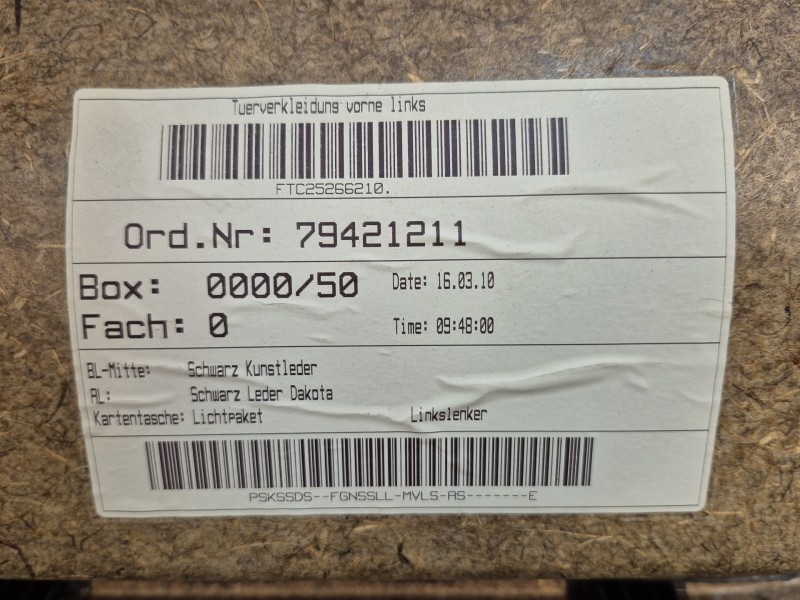 Tuerverkleidung vorne links
FTC25266210.
Ord.Nr: 79421211
Box: 0000/50 Date: 16.03.10
Fach: 0 Time: 09:48:00
BL-Mitte: Schwarz Kunstleder
AL: Schwarz Leder Dakota
Kartentasche: Lichtpaket Linkslenker
PSKSSDS--FGNSSLL-MVLS-AS-------E